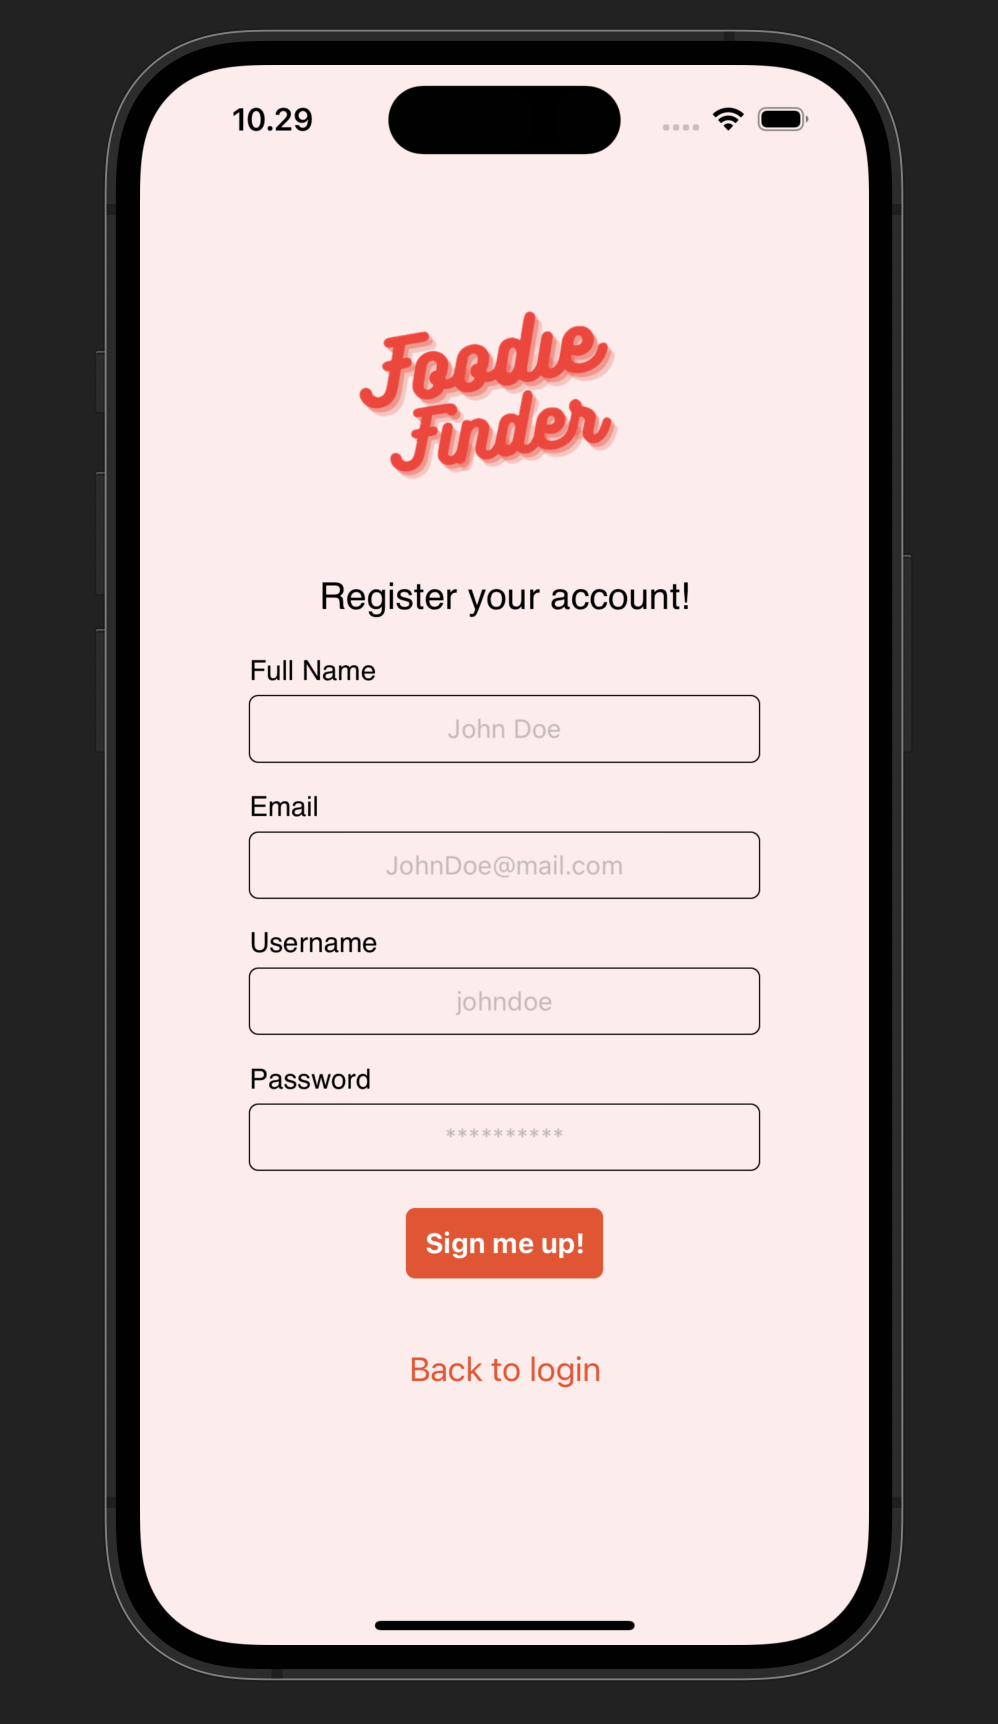 10.29
Foodie
Finder
Register your account!
Full Name
John Doe
Email
JohnDoe@mail.com
Username
johndoe
Password
**********
Sign me up!
Back to login